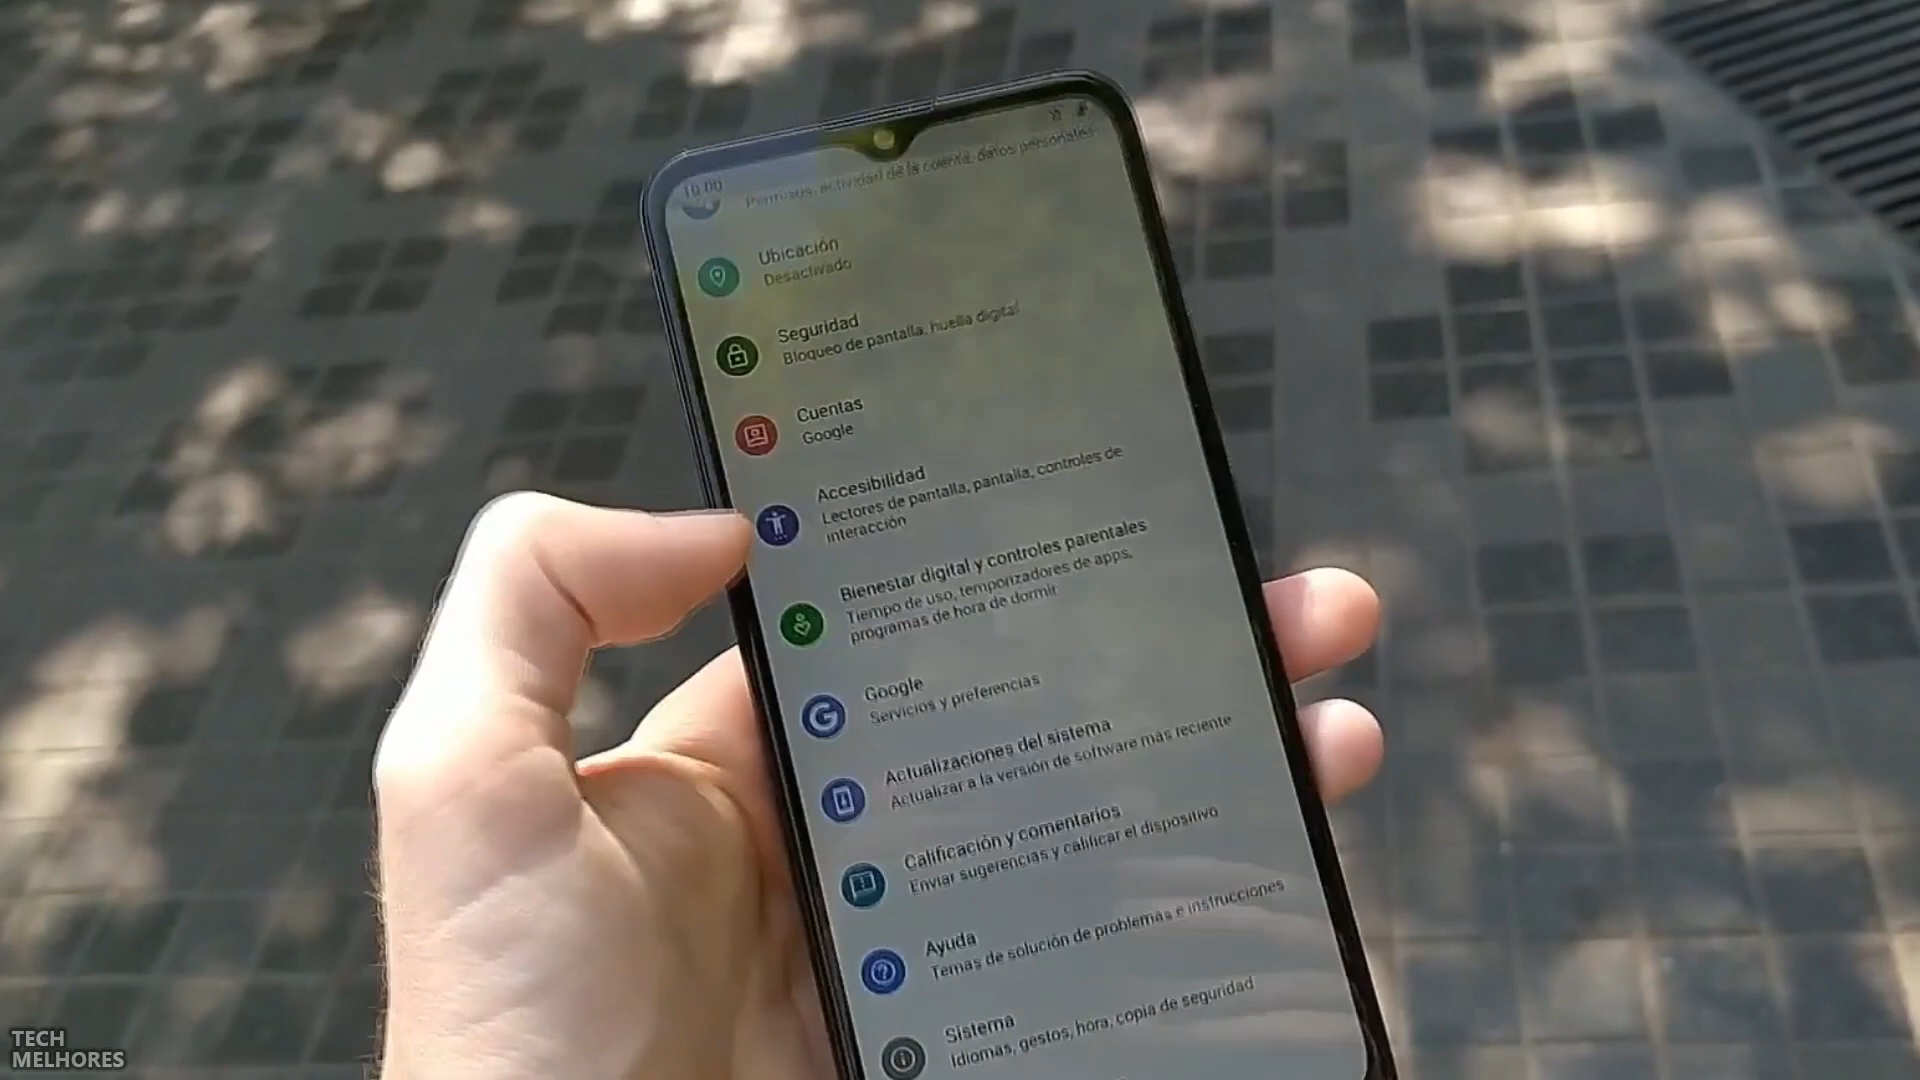 10:00
Permisos, actividad de la cuenta, datos personales
Ubicación
Desactivado
Seguridad
Bloqueo de pantalla, huella digital
Cuentas
Google
Accesibilidad
Lectores de pantalla, pantalla, controles de
interacción
Bienestar digital y controles parentales
Tiempo de uso, temporizadores de apps,
programas de hora de dormir
Google
Servicios y preferencias
Actualizaciones del sistema
Actualizar a la versión de software más reciente
Calificación y comentarios
Enviar sugerencias y calificar el dispositivo
Ayuda
Temas de solución de problemas e instrucciones
Sistema
Idiomas, gestos, hora, copia de seguridad
TECH
MELHORES